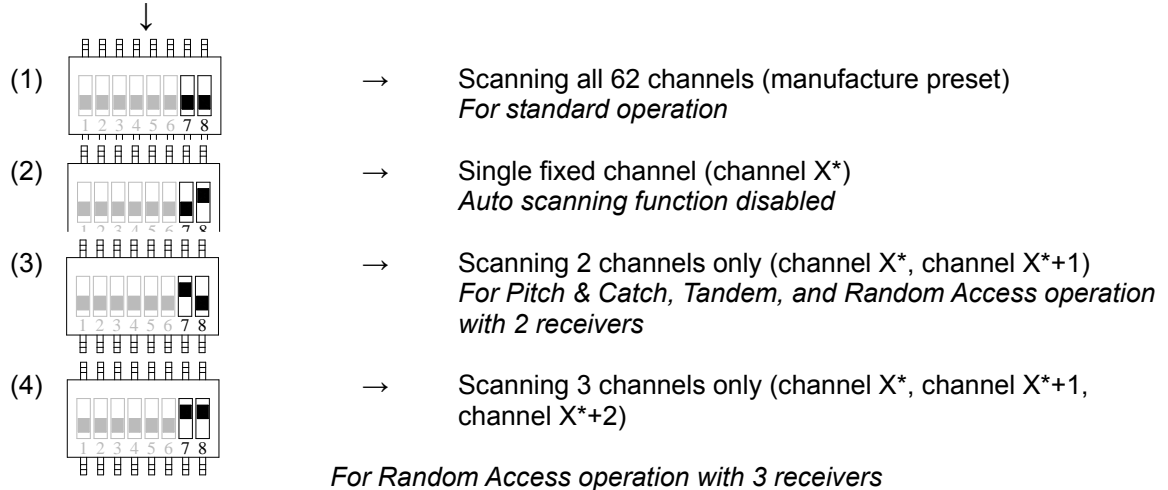 ↓
(1) → Scanning all 62 channels (manufacture preset)
For standard operation
1 2 3 4 5 6 7 8
(2) → Single fixed channel (channel X*)
Auto scanning function disabled
1 2 3 4 5 6 7 8
(3) → Scanning 2 channels only (channel X*, channel X*+1)
For Pitch & Catch, Tandem, and Random Access operation
with 2 receivers
1 2 3 4 5 6 7 8
(4) → Scanning 3 channels only (channel X*, channel X*+1,
channel X*+2)
1 2 3 4 5 6 7 8
For Random Access operation with 3 receivers